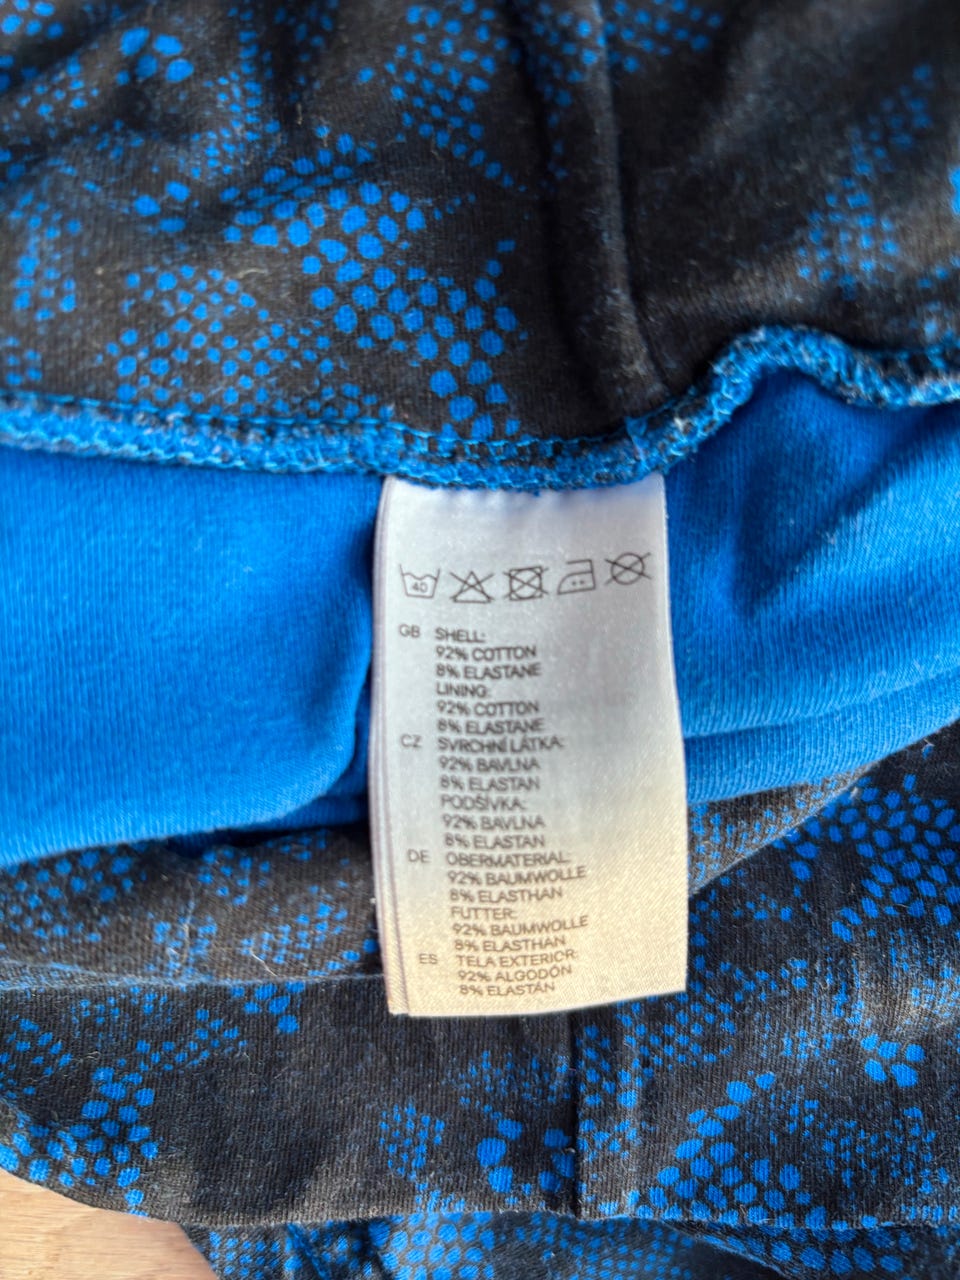 40
GB SHELL:
92% COTTON
8% ELASTANE
LINING:
92% COTTON
8% ELASTANE
CZ SVRCHNÍ LÁTKA:
92% BAVLNA
8% ELASTAN
PODŠÍVKA:
92% BAVLNA
8% ELASTAN
DE OBERMATERIAL:
92% BAUMWOLLE
8% ELASTHAN
FUTTER:
92% BAUMWOLLE
8% ELASTHAN
ES TELA EXTERIOR:
92% ALGODÓN
8% ELASTÁN